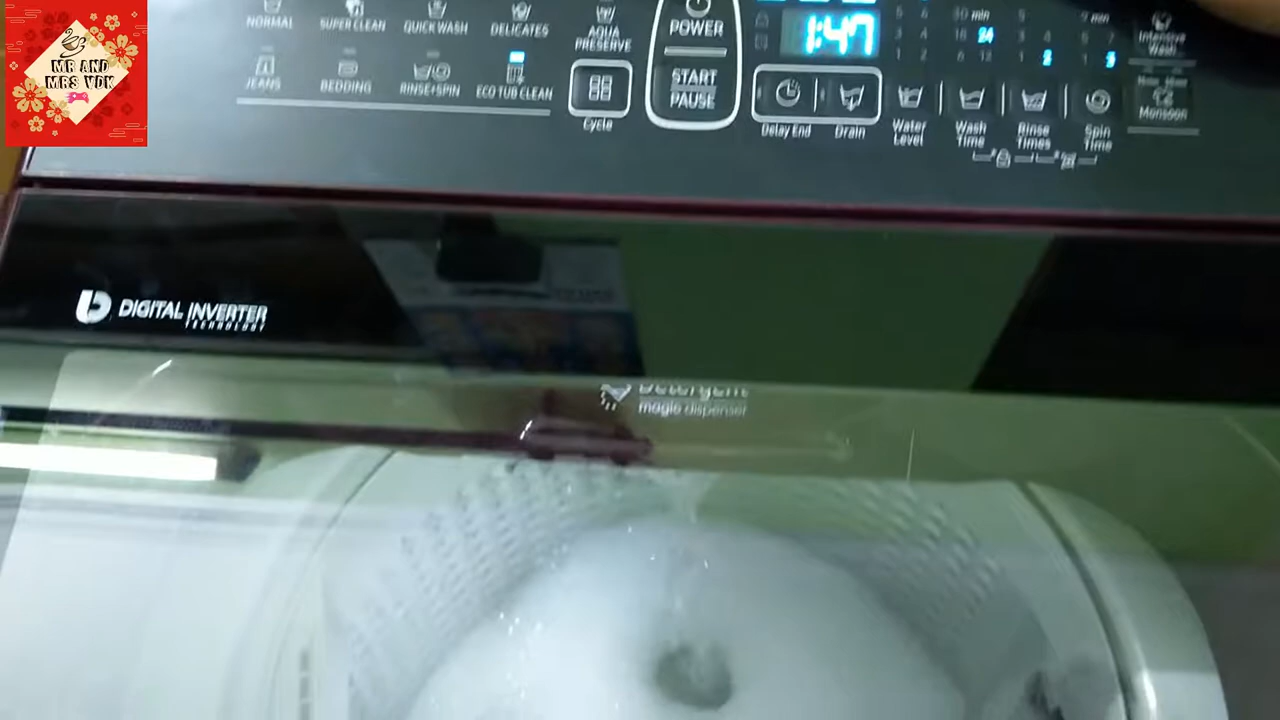 MR AND
MRS VDK
NORMAL
SUPER CLEAN
QUICK WASH
DELICATES
AQUA
PRESERVE
JEANS
BEDDING
RINSE+SPIN
ECO TUB CLEAN
Cycle
POWER
START
PAUSE
1:47
Delay End
Drain
Water
Level
Wash
Time
Rinse
Times
Spin
Time
Intensive
Wash
Monsoon
DIGITAL INVERTER
TECHNOLOGY
Detergent
magic dispenser